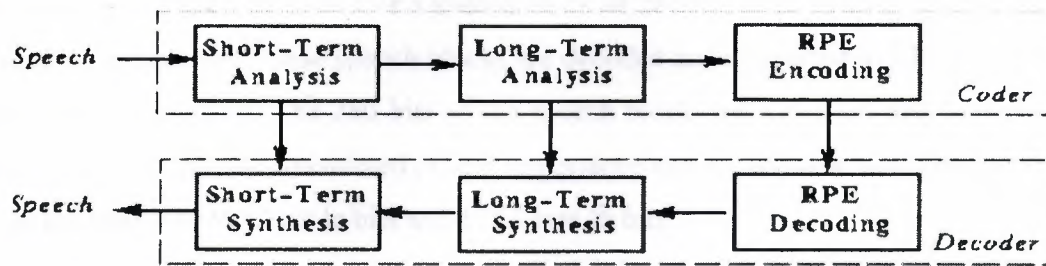 Speech
Short-Term
Analysis
Long-Term
Analysis
RPE
Encoding
Coder
Speech
Short-Term
Synthesis
Long-Term
Synthesis
RPE
Decoding
Decoder